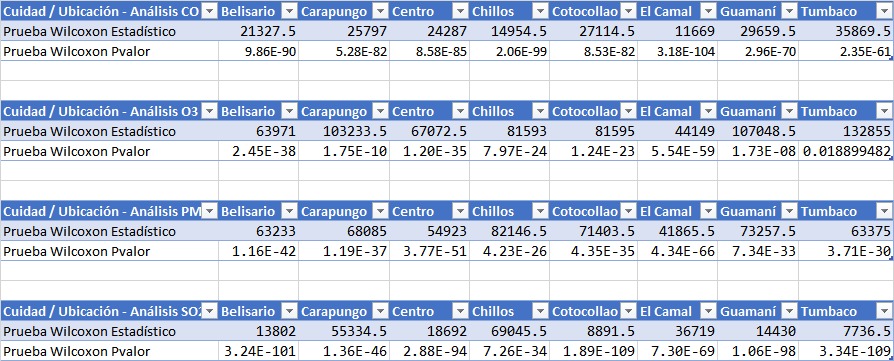 Cuidad / Ubicación - Análisis CO Belisario Carapungo Centro Chillos Cotocollao El Camal Guamaní Tumbaco
Prueba Wilcoxon Estadístico 21327.5 25797 24287 14954.5 27114.5 11669 29659.5 35869.5
Prueba Wilcoxon Pvalor 9.86E-90 5.28E-82 8.58E-85 2.06E-99 8.53E-82 3.18E-104 2.96E-70 2.35E-61
Cuidad / Ubicación - Análisis O3 Belisario Carapungo Centro Chillos Cotocollao El Camal Guamaní Tumbaco
Prueba Wilcoxon Estadístico 63971 103233.5 67072.5 81593 81595 44149 107048.5 132855
Prueba Wilcoxon Pvalor 2.45E-38 1.75E-10 1.20E-35 7.97E-24 1.24E-23 5.54E-59 1.73E-08 0.018899482
Cuidad / Ubicación - Análisis PM Belisario Carapungo Centro Chillos Cotocollao El Camal Guamaní Tumbaco
Prueba Wilcoxon Estadístico 63233 68085 54923 82146.5 71403.5 41865.5 73257.5 63375
Prueba Wilcoxon Pvalor 1.16E-42 1.19E-37 3.77E-51 4.23E-26 4.35E-35 4.34E-66 7.34E-33 3.71E-30
Cuidad / Ubicación - Análisis SO2 Belisario Carapungo Centro Chillos Cotocollao El Camal Guamaní Tumbaco
Prueba Wilcoxon Estadístico 13802 55334.5 18692 69045.5 8891.5 36719 14430 7736.5
Prueba Wilcoxon Pvalor 3.24E-101 1.36E-46 2.88E-94 7.26E-34 1.89E-109 7.30E-69 1.06E-98 3.34E-109